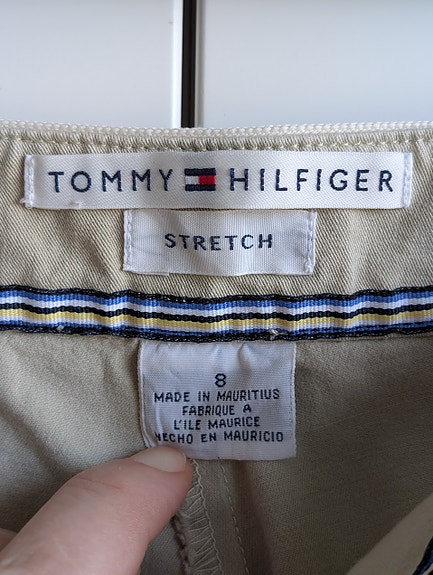 TOMMY HILFIGER
STRETCH
8
MADE IN MAURITIUS
FABRIQUE A
L'ILE MAURICE
HECHO EN MAURICIO